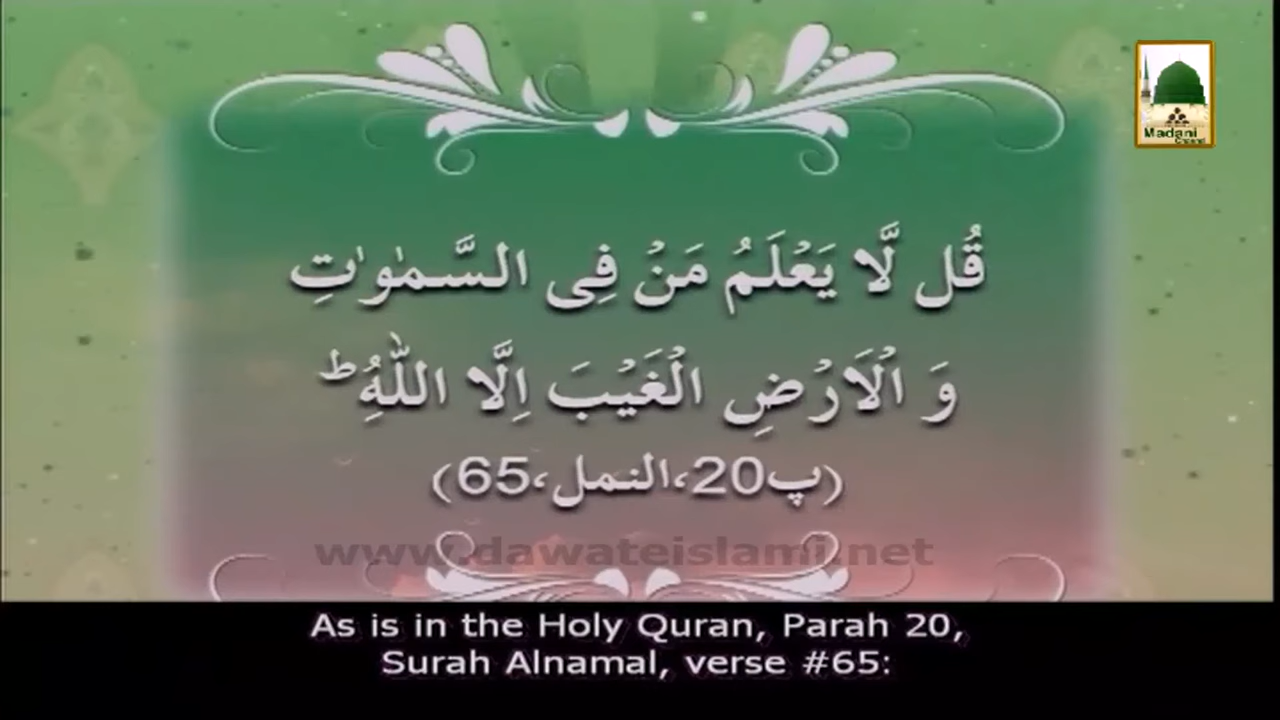 Madani
Channel
قُل لَّا یَعۡلَمُ مَنۡ فِی السَّمٰوٰتِ
وَ الۡاَرۡضِ الۡغَیۡبَ اِلَّا اللّٰهُؕ
(پ20،النمل،65)
www.dawateislami.net
As is in the Holy Quran, Parah 20,
Surah Alnamal, verse #65: